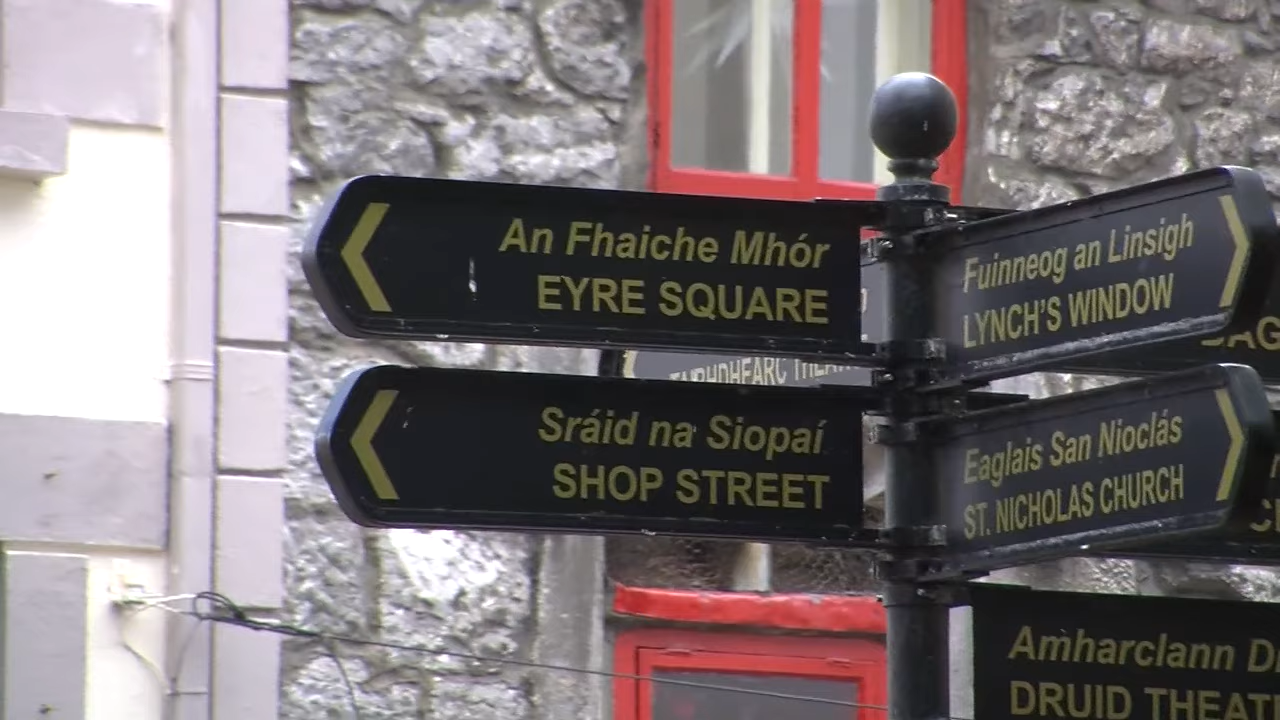 An Fhaiche Mhór
EYRE SQUARE
Fuinneog an Linsigh
LYNCH'S WINDOW
Sráid na Siopaí
SHOP STREET
Eaglais San Nioclás
ST. NICHOLAS CHURCH
Amharclann
DRUID